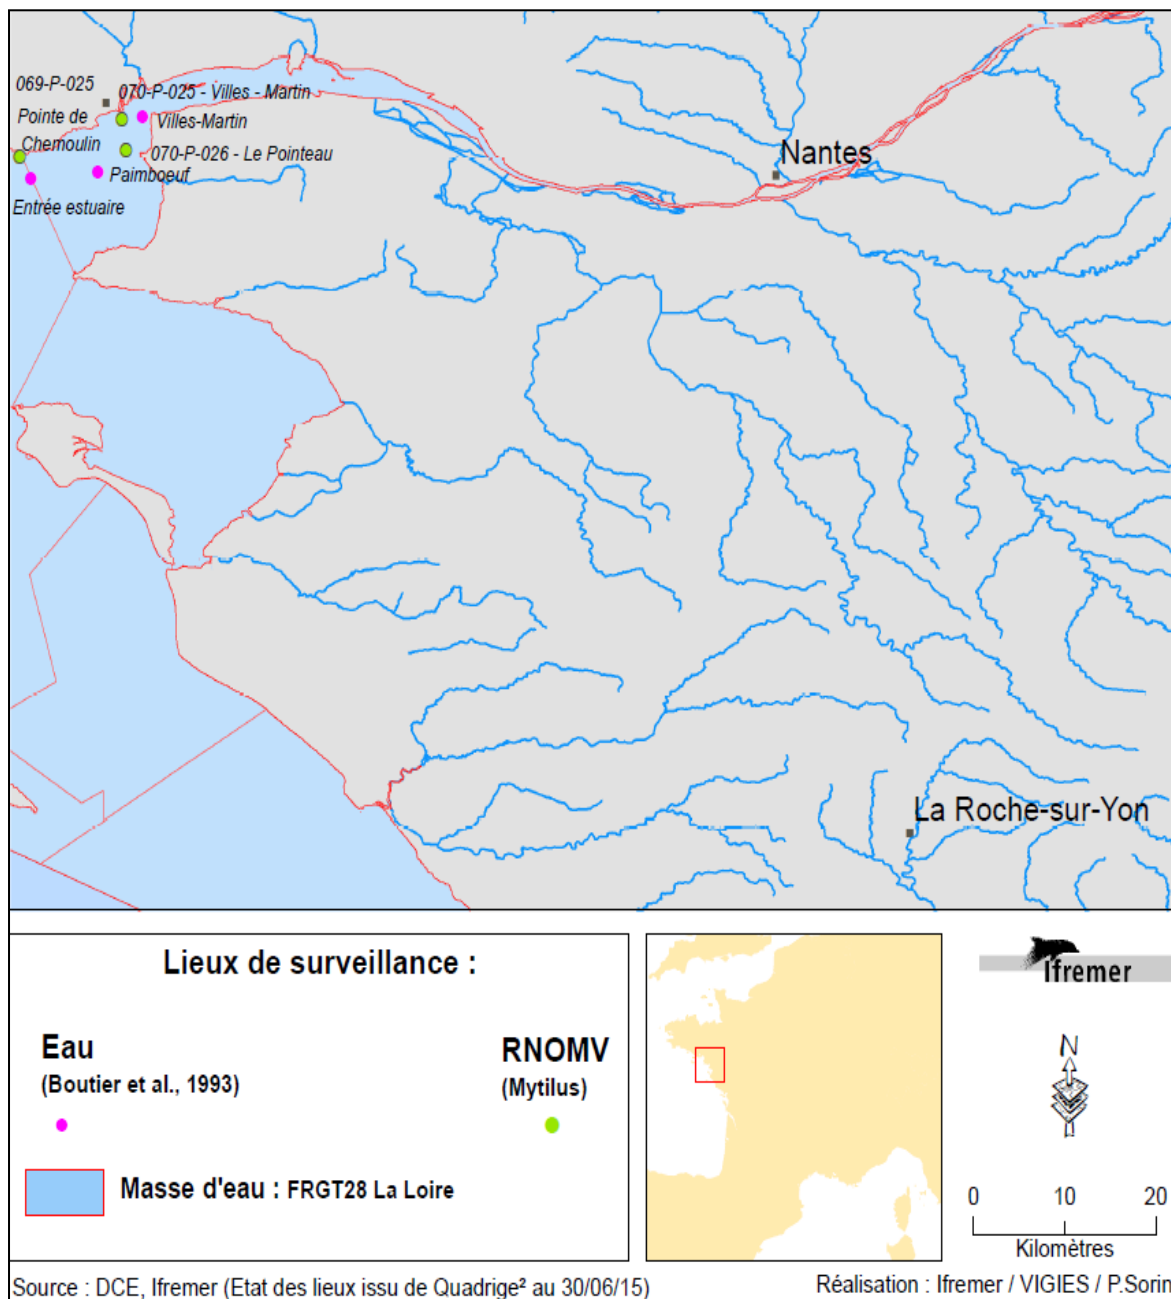 069-P-025
070-P-025 - Villes - Martin
Pointe de
Chemoulin
Villes-Martin
070-P-026 - Le Pointeau
Paimboeuf
Entrée estuaire
Nantes
La Roche-sur-Yon
Lieux de surveillance :
Eau
(Boutier et al., 1993)
RNOMV
(Mytilus)
Masse d'eau : FRGT28 La Loire
Ifremer
N
0 10 20
Kilomètres
Source : DCE, Ifremer (Etat des lieux issu de Quadrige² au 30/06/15)
Réalisation : Ifremer / VIGIES / P.Sorin